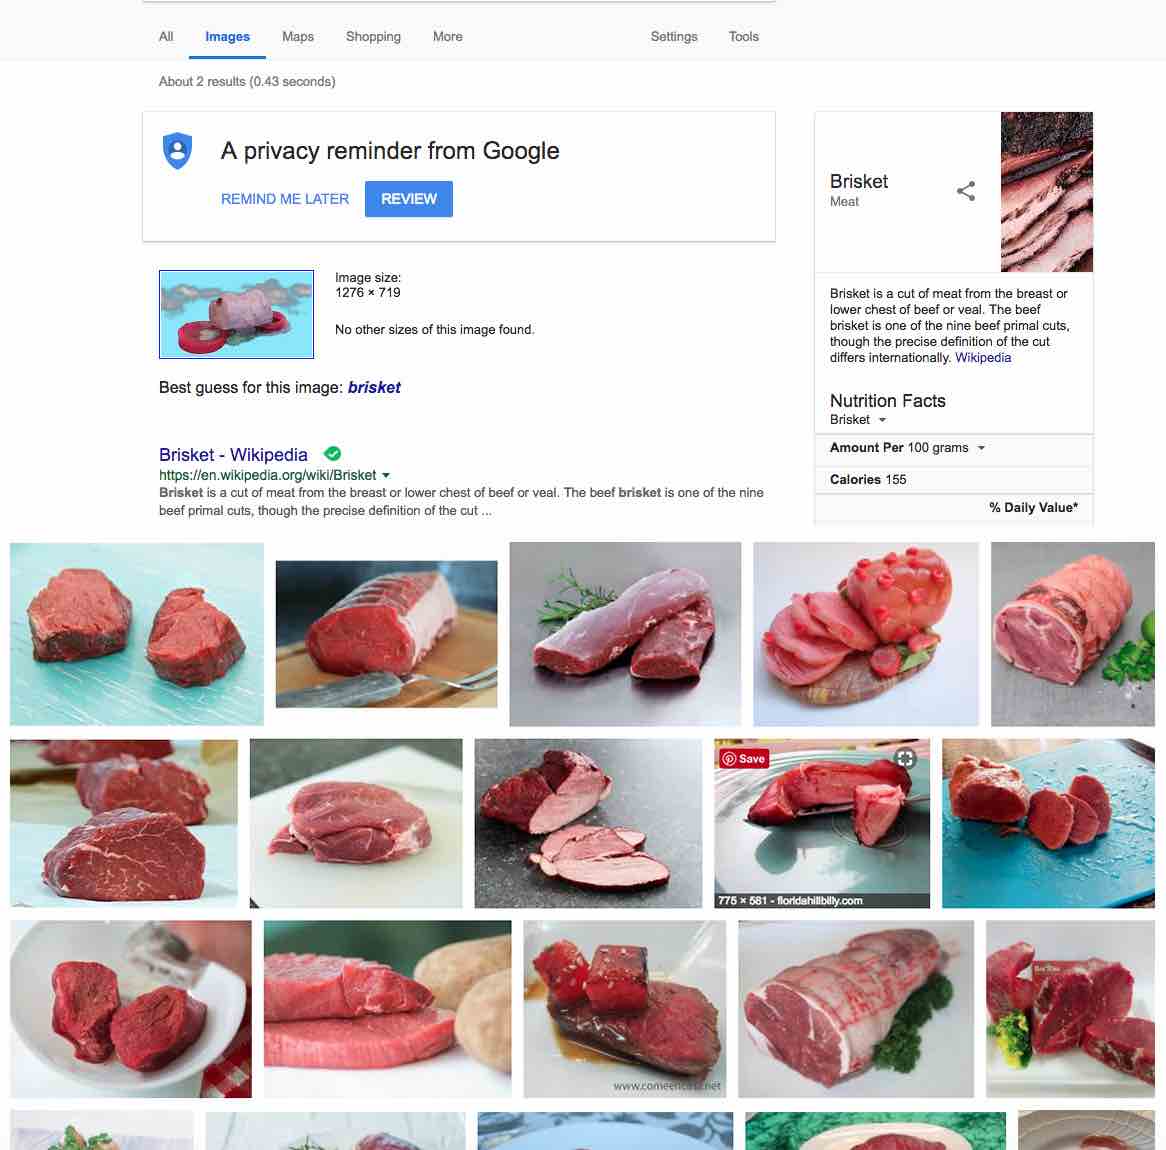 All Images Maps Shopping More Settings Tools
About 2 results (0.43 seconds)
A privacy reminder from Google
REMIND ME LATER REVIEW
Image size:
1276 × 719
No other sizes of this image found.
Best guess for this image: brisket
Brisket - Wikipedia
https://en.wikipedia.org/wiki/Brisket
Brisket is a cut of meat from the breast or lower chest of beef or veal. The beef brisket is one of the nine
beef primal cuts, though the precise definition of the cut ...
Brisket
Meat
Brisket is a cut of meat from the breast or
lower chest of beef or veal. The beef
brisket is one of the nine beef primal cuts,
though the precise definition of the cut
differs internationally. Wikipedia
Nutrition Facts
Brisket
Amount Per 100 grams
Calories 155
% Daily Value*
Save
775 × 581 - floridahillbilly.com